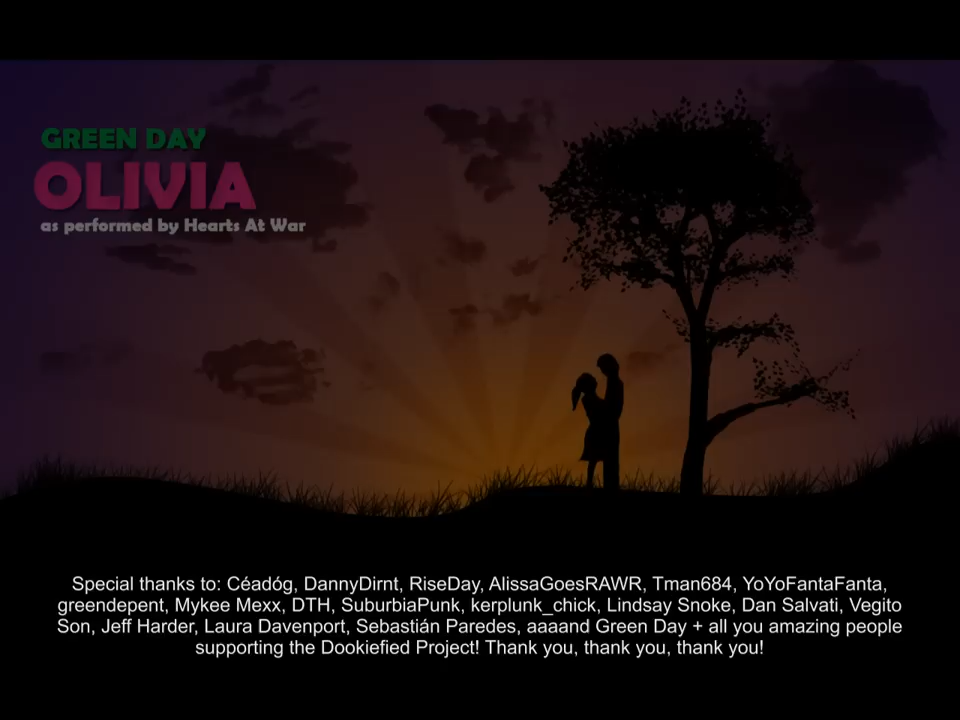 GREEN DAY
OLIVIA
as performed by Hearts At War
Special thanks to: Céadóg, DannyDirnt, RiseDay, AlissaGoesRAWR, Tman684, YoYoFantaFanta,
greendepent, Mykee Mexx, DTH, SuburbiaPunk, kerplunk_chick, Lindsay Snoke, Dan Salvati, Vegito
Son, Jeff Harder, Laura Davenport, Sebastián Paredes, aaaand Green Day + all you amazing people
supporting the Dookiefied Project! Thank you, thank you, thank you!